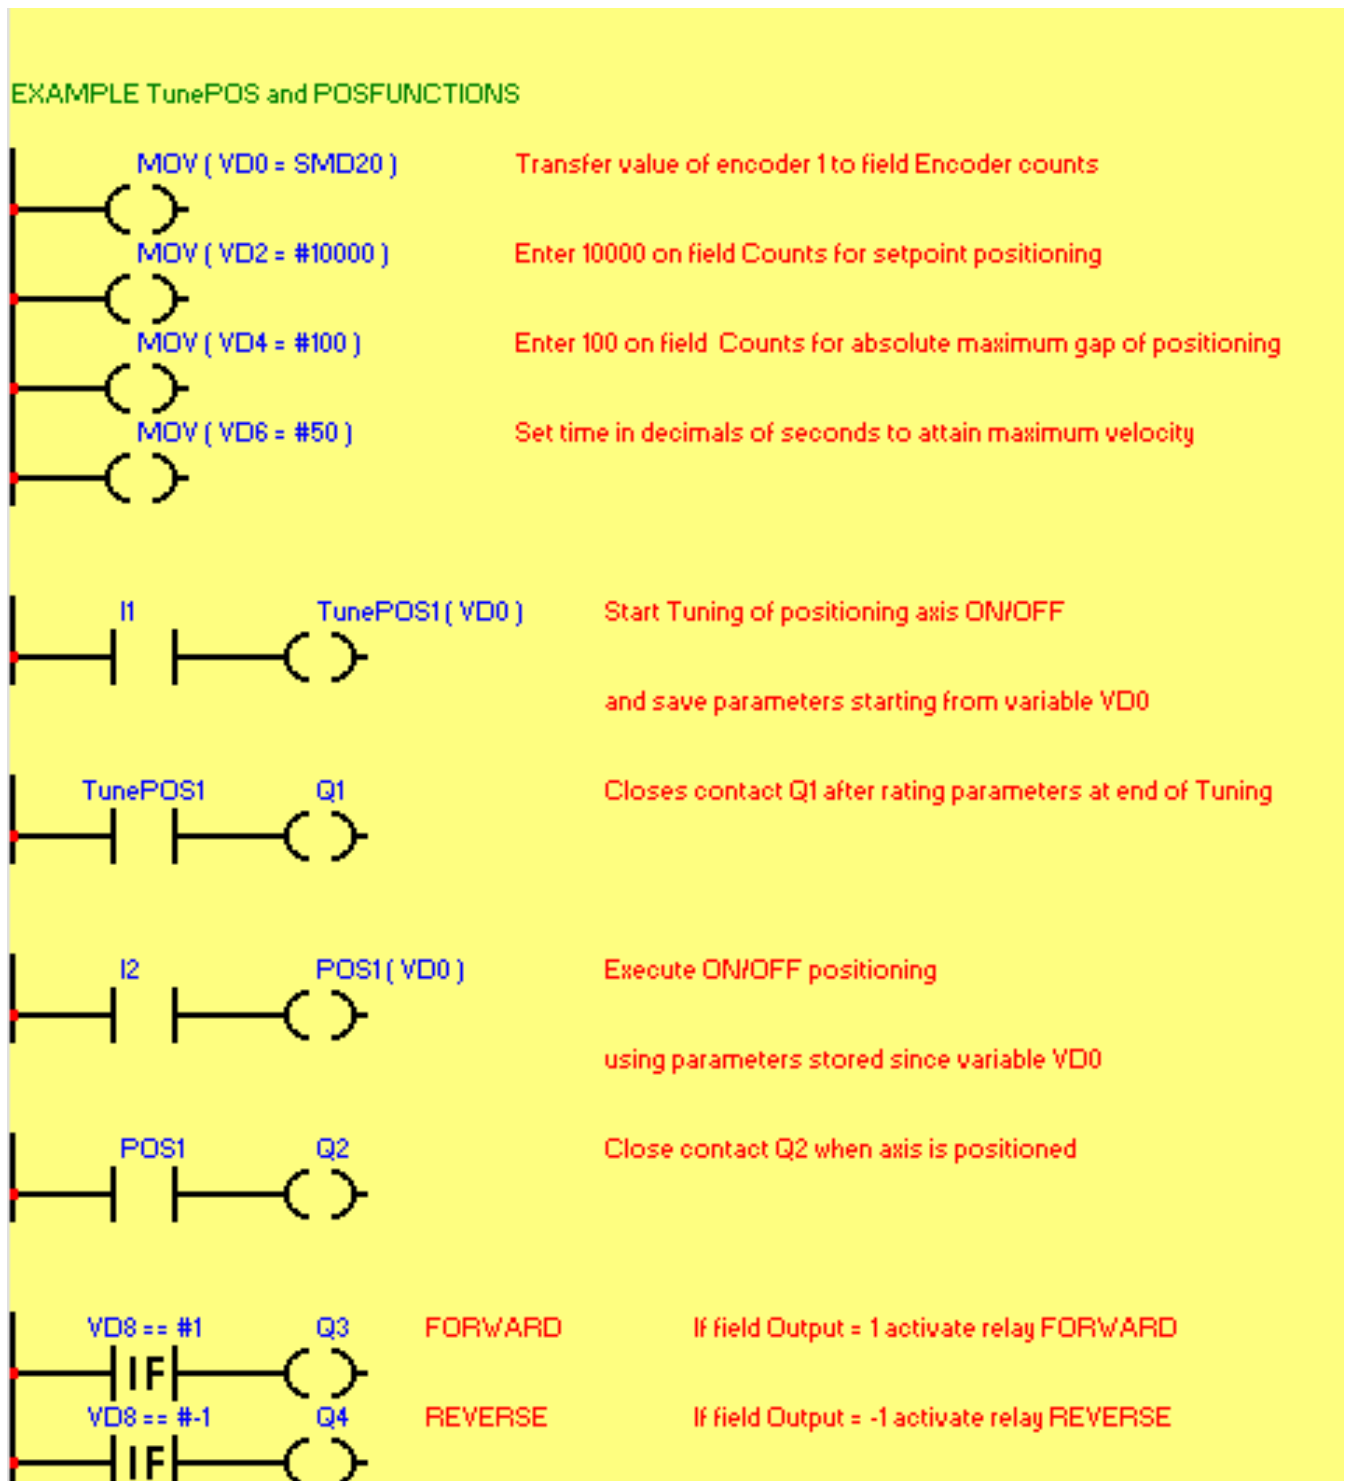 EXAMPLE TunePOS and POSFUNCTIONS
MOV ( VD0 = SMD20 ) Transfer value of encoder 1 to field Encoder counts
MOV ( VD2 = #10000 ) Enter 10000 on field Counts for setpoint positioning
MOV ( VD4 = #100 ) Enter 100 on field Counts for absolute maximum gap of positioning
MOV ( VD6 = #50 ) Set time in decimals of seconds to attain maximum velocity
I1 TunePOS1 ( VD0 ) Start Tuning of positioning axis ON/OFF
and save parameters starting from variable VD0
TunePOS1 Q1 Closes contact Q1 after rating parameters at end of Tuning
I2 POS1 ( VD0 ) Execute ON/OFF positioning
using parameters stored since variable VD0
POS1 Q2 Close contact Q2 when axis is positioned
VD8 == #1 Q3 FORWARD If field Output = 1 activate relay FORWARD
IF
VD8 == #-1 Q4 REVERSE If field Output = -1 activate relay REVERSE
IF